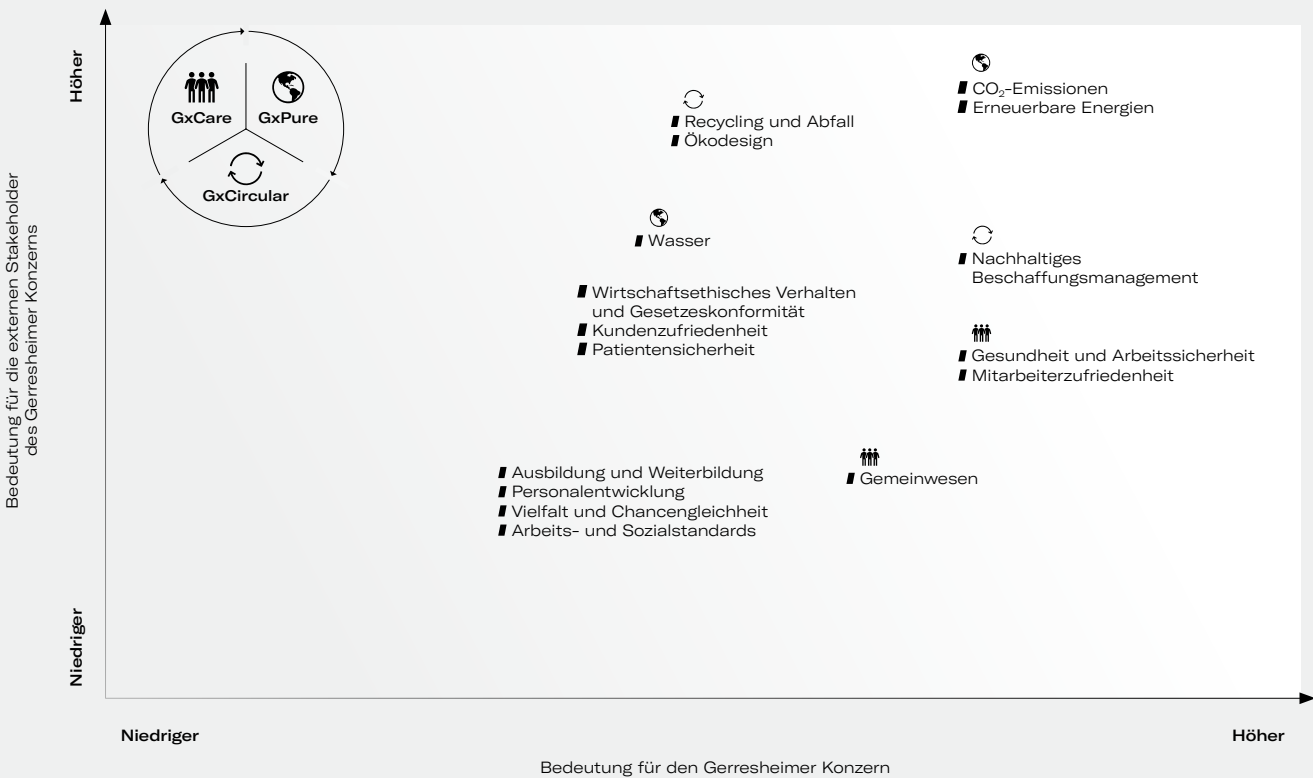 Höher
Bedeutung für die externen Stakeholder
des Gerresheimer Konzerns
Niedriger
GxCare
GxPure
GxCircular
CO₂-Emissionen
Erneuerbare Energien
Recycling und Abfall
Ökodesign
Wasser
Nachhaltiges
Beschaffungsmanagement
Wirtschaftsethisches Verhalten
und Gesetzeskonformität
Kundenzufriedenheit
Patientensicherheit
Gesundheit und Arbeitssicherheit
Mitarbeiterzufriedenheit
Gemeinwesen
Ausbildung und Weiterbildung
Personalentwicklung
Vielfalt und Chancengleichheit
Arbeits- und Sozialstandards
Niedriger
Höher
Bedeutung für den Gerresheimer Konzern